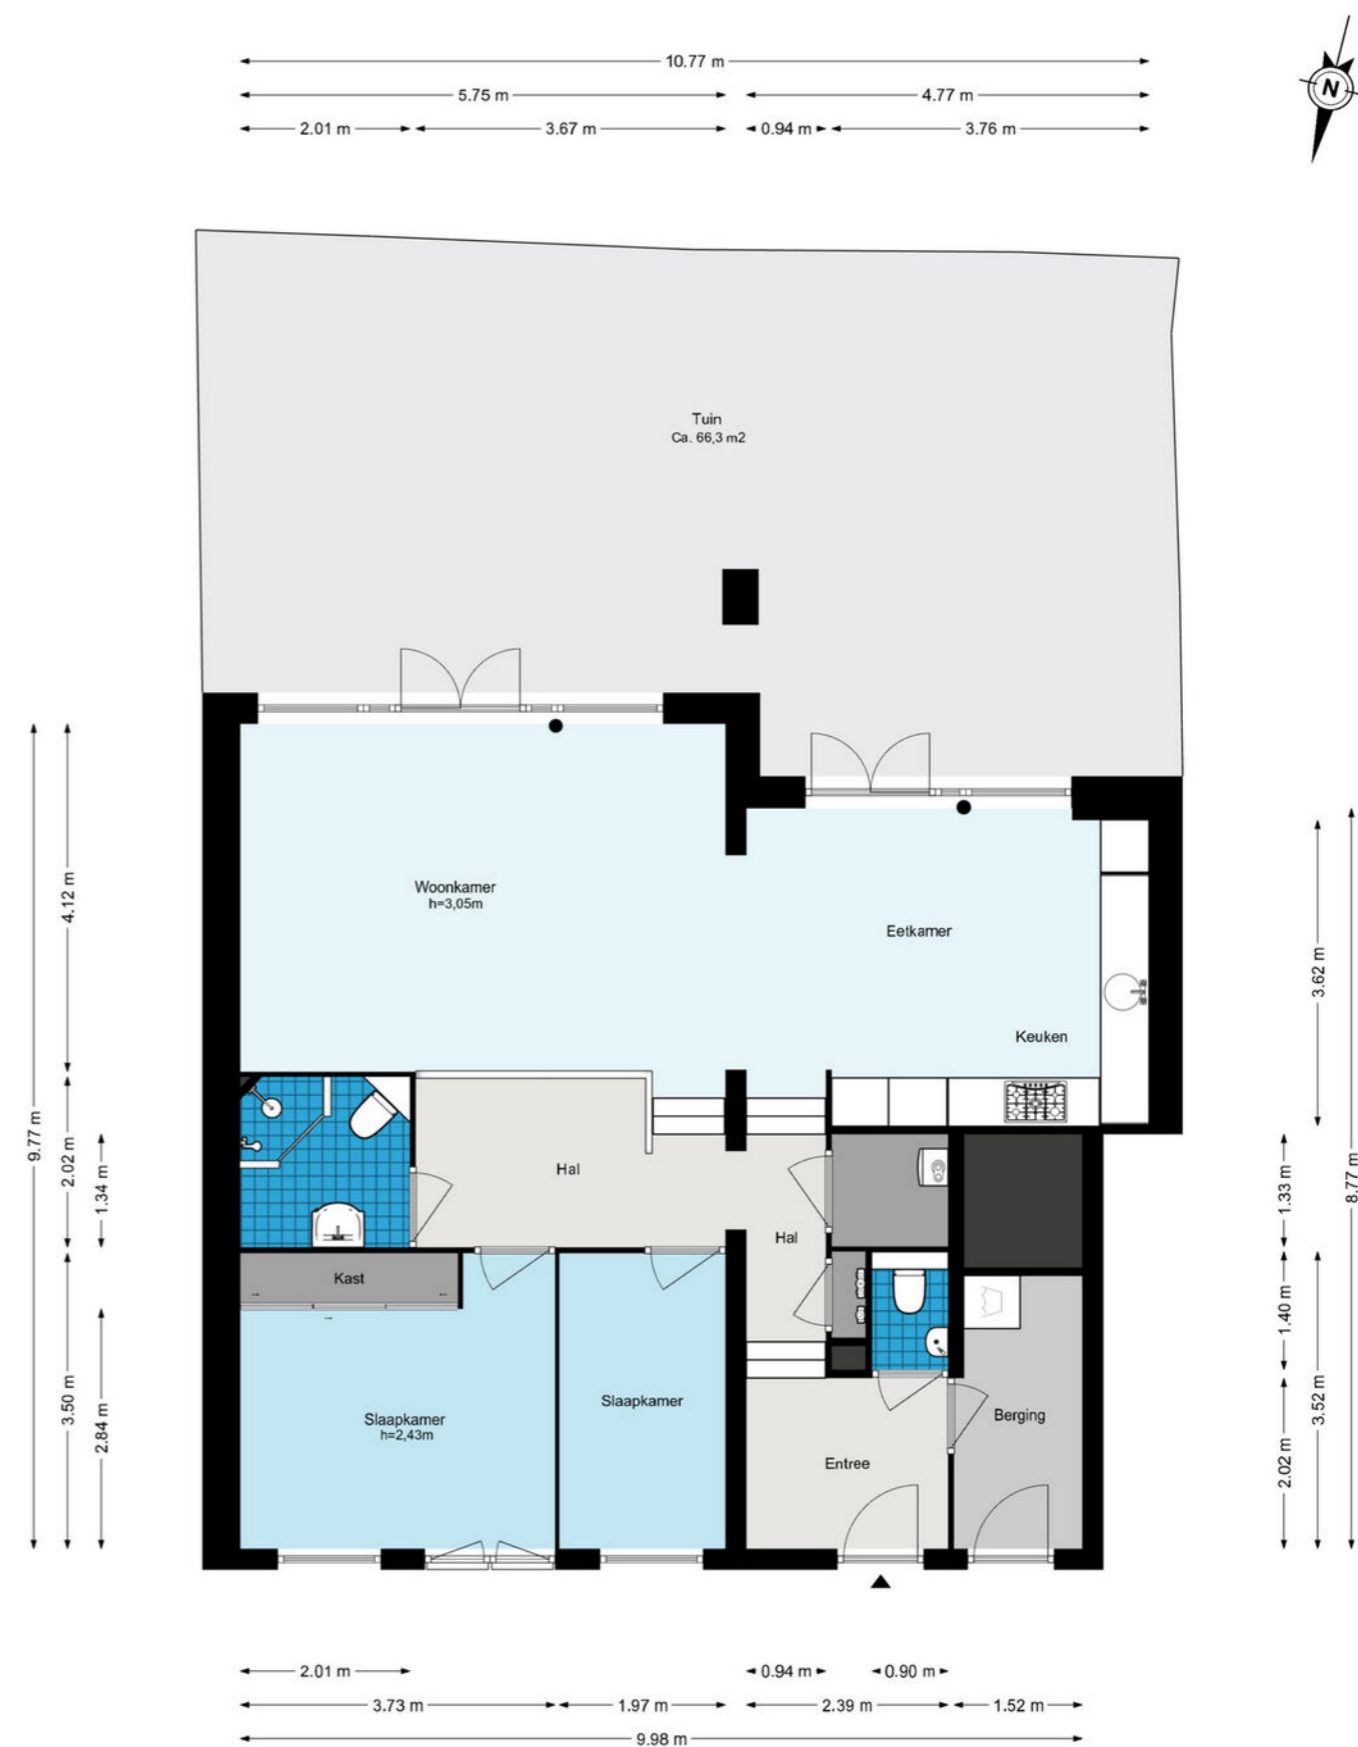 10.77 m
5.75 m
4.77 m
2.01 m
3.67 m
0.94 m
3.76 m
N
Tuin
Ca. 66,3 m2
Woonkamer
h=3,05m
Eetkamer
Keuken
Hal
Hal
Kast
Slaapkamer
h=2,43m
Slaapkamer
Entree
Berging
9.77 m
4.12 m
2.02 m
1.34 m
3.50 m
2.84 m
3.62 m
8.77 m
1.33 m
1.40 m
3.52 m
2.02 m
2.01 m
0.94 m
0.90 m
3.73 m
1.97 m
2.39 m
1.52 m
9.98 m